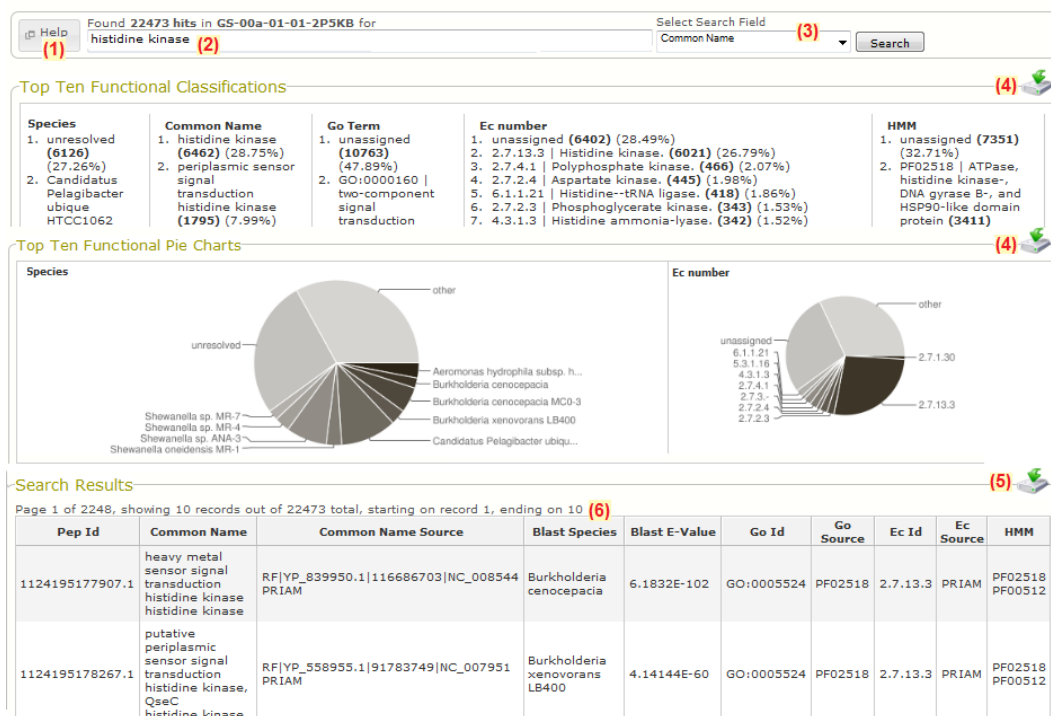 Help
(1)
Found 22473 hits in GS-00a-01-01-2P5KB for
histidine kinase
(2)
Select Search Field
Common Name
(3)
Search
Top Ten Functional Classifications
(4)
Species
1. unresolved
(6126)
(27.26%)
2. Candidatus
Pelagibacter
ubique
HTCC1062
Common Name
1. histidine kinase
(6462) (28.75%)
2. periplasmic sensor
signal
transduction
histidine kinase
(1795) (7.99%)
Go Term
1. unassigned
(10763)
(47.89%)
2. GO:0000160 |
two-component
signal
transduction
Ec number
1. unassigned (6402) (28.49%)
2. 2.7.13.3 | Histidine kinase. (6021) (26.79%)
3. 2.7.4.1 | Polyphosphate kinase. (466) (2.07%)
4. 2.7.2.4 | Aspartate kinase. (445) (1.98%)
5. 6.1.1.21 | Histidine--tRNA ligase. (418) (1.86%)
6. 2.7.2.3 | Phosphoglycerate kinase. (343) (1.53%)
7. 4.3.1.3 | Histidine ammonia-lyase. (342) (1.52%)
HMM
1. unassigned (7351)
(32.71%)
2. PF02518 | ATPase,
histidine kinase-,
DNA gyrase B-, and
HSP90-like domain
protein (3411)
Top Ten Functional Pie Charts
(4)
Species
other
unresolved
Aeromonas hydrophila subsp. h...
Burkholderia cenocepacia
Burkholderia cenocepacia MC0-3
Burkholderia xenovorans LB400
Candidatus Pelagibacter ubiqu...
Shewanella sp. MR-7
Shewanella sp. MR-4
Shewanella sp. ANA-3
Shewanella oneidensis MR-1
Ec number
other
unassigned
6.1.1.21
5.3.1.16
4.3.1.3
2.7.4.1
2.7.3.-
2.7.2.4
2.7.2.3
2.7.1.30
2.7.13.3
Search Results
(5)
Page 1 of 2248, showing 10 records out of 22473 total, starting on record 1, ending on 10 (6)
Pep Id
Common Name
Common Name Source
Blast Species
Blast E-Value
Go Id
Go
Source
Ec Id
Ec
Source
HMM
1124195177907.1
heavy metal
sensor signal
transduction
histidine kinase
histidine kinase
RF|YP_839950.1|116686703|NC_008544
PRIAM
Burkholderia
cenocepacia
6.1832E-102
GO:0005524
PF02518
2.7.13.3
PRIAM
PF02518
PF00512
1124195178267.1
putative
periplasmic
sensor signal
transduction
histidine kinase,
QseC
histidine kinase
RF|YP_558955.1|91783749|NC_007951
PRIAM
Burkholderia
xenovorans
LB400
4.14144E-60
GO:0005524
PF02518
2.7.13.3
PRIAM
PF02518
PF00512